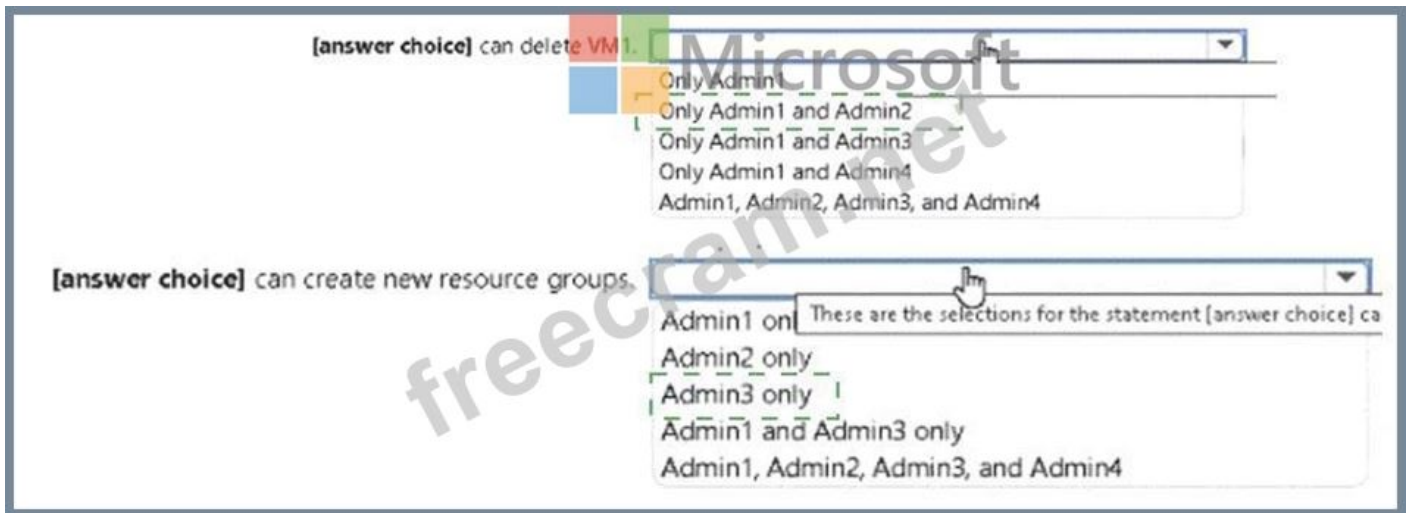 [answer choice] can delete VM1.
Microsoft
Only Admin1
Only Admin1 and Admin2
Only Admin1 and Admin3
Only Admin1 and Admin4
Admin1, Admin2, Admin3, and Admin4
[answer choice] can create new resource groups.
These are the selections for the statement [answer choice] ca
Admin1 onl
Admin2 only
Admin3 only
Admin1 and Admin3 only
Admin1, Admin2, Admin3, and Admin4
freecram.net